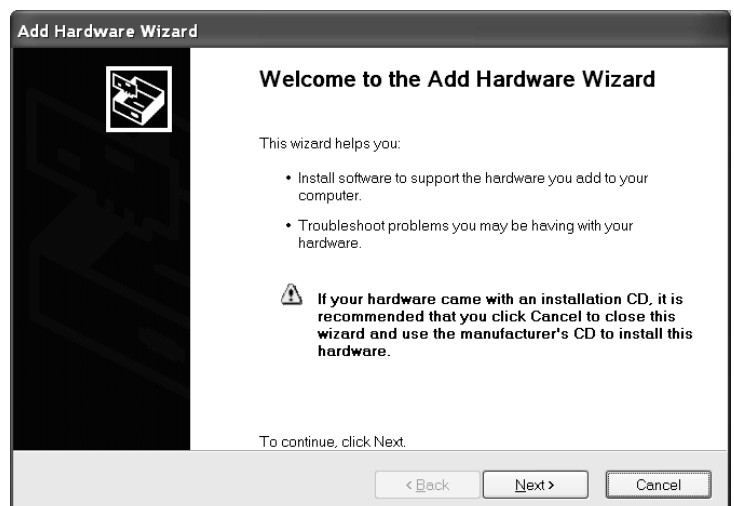 Add Hardware Wizard
Welcome to the Add Hardware Wizard
This wizard helps you:
• Install software to support the hardware you add to your
computer.
• Troubleshoot problems you may be having with your
hardware.
If your hardware came with an installation CD, it is
recommended that you click Cancel to close this
wizard and use the manufacturer's CD to install this
hardware.
To continue, click Next.
< Back Next > Cancel